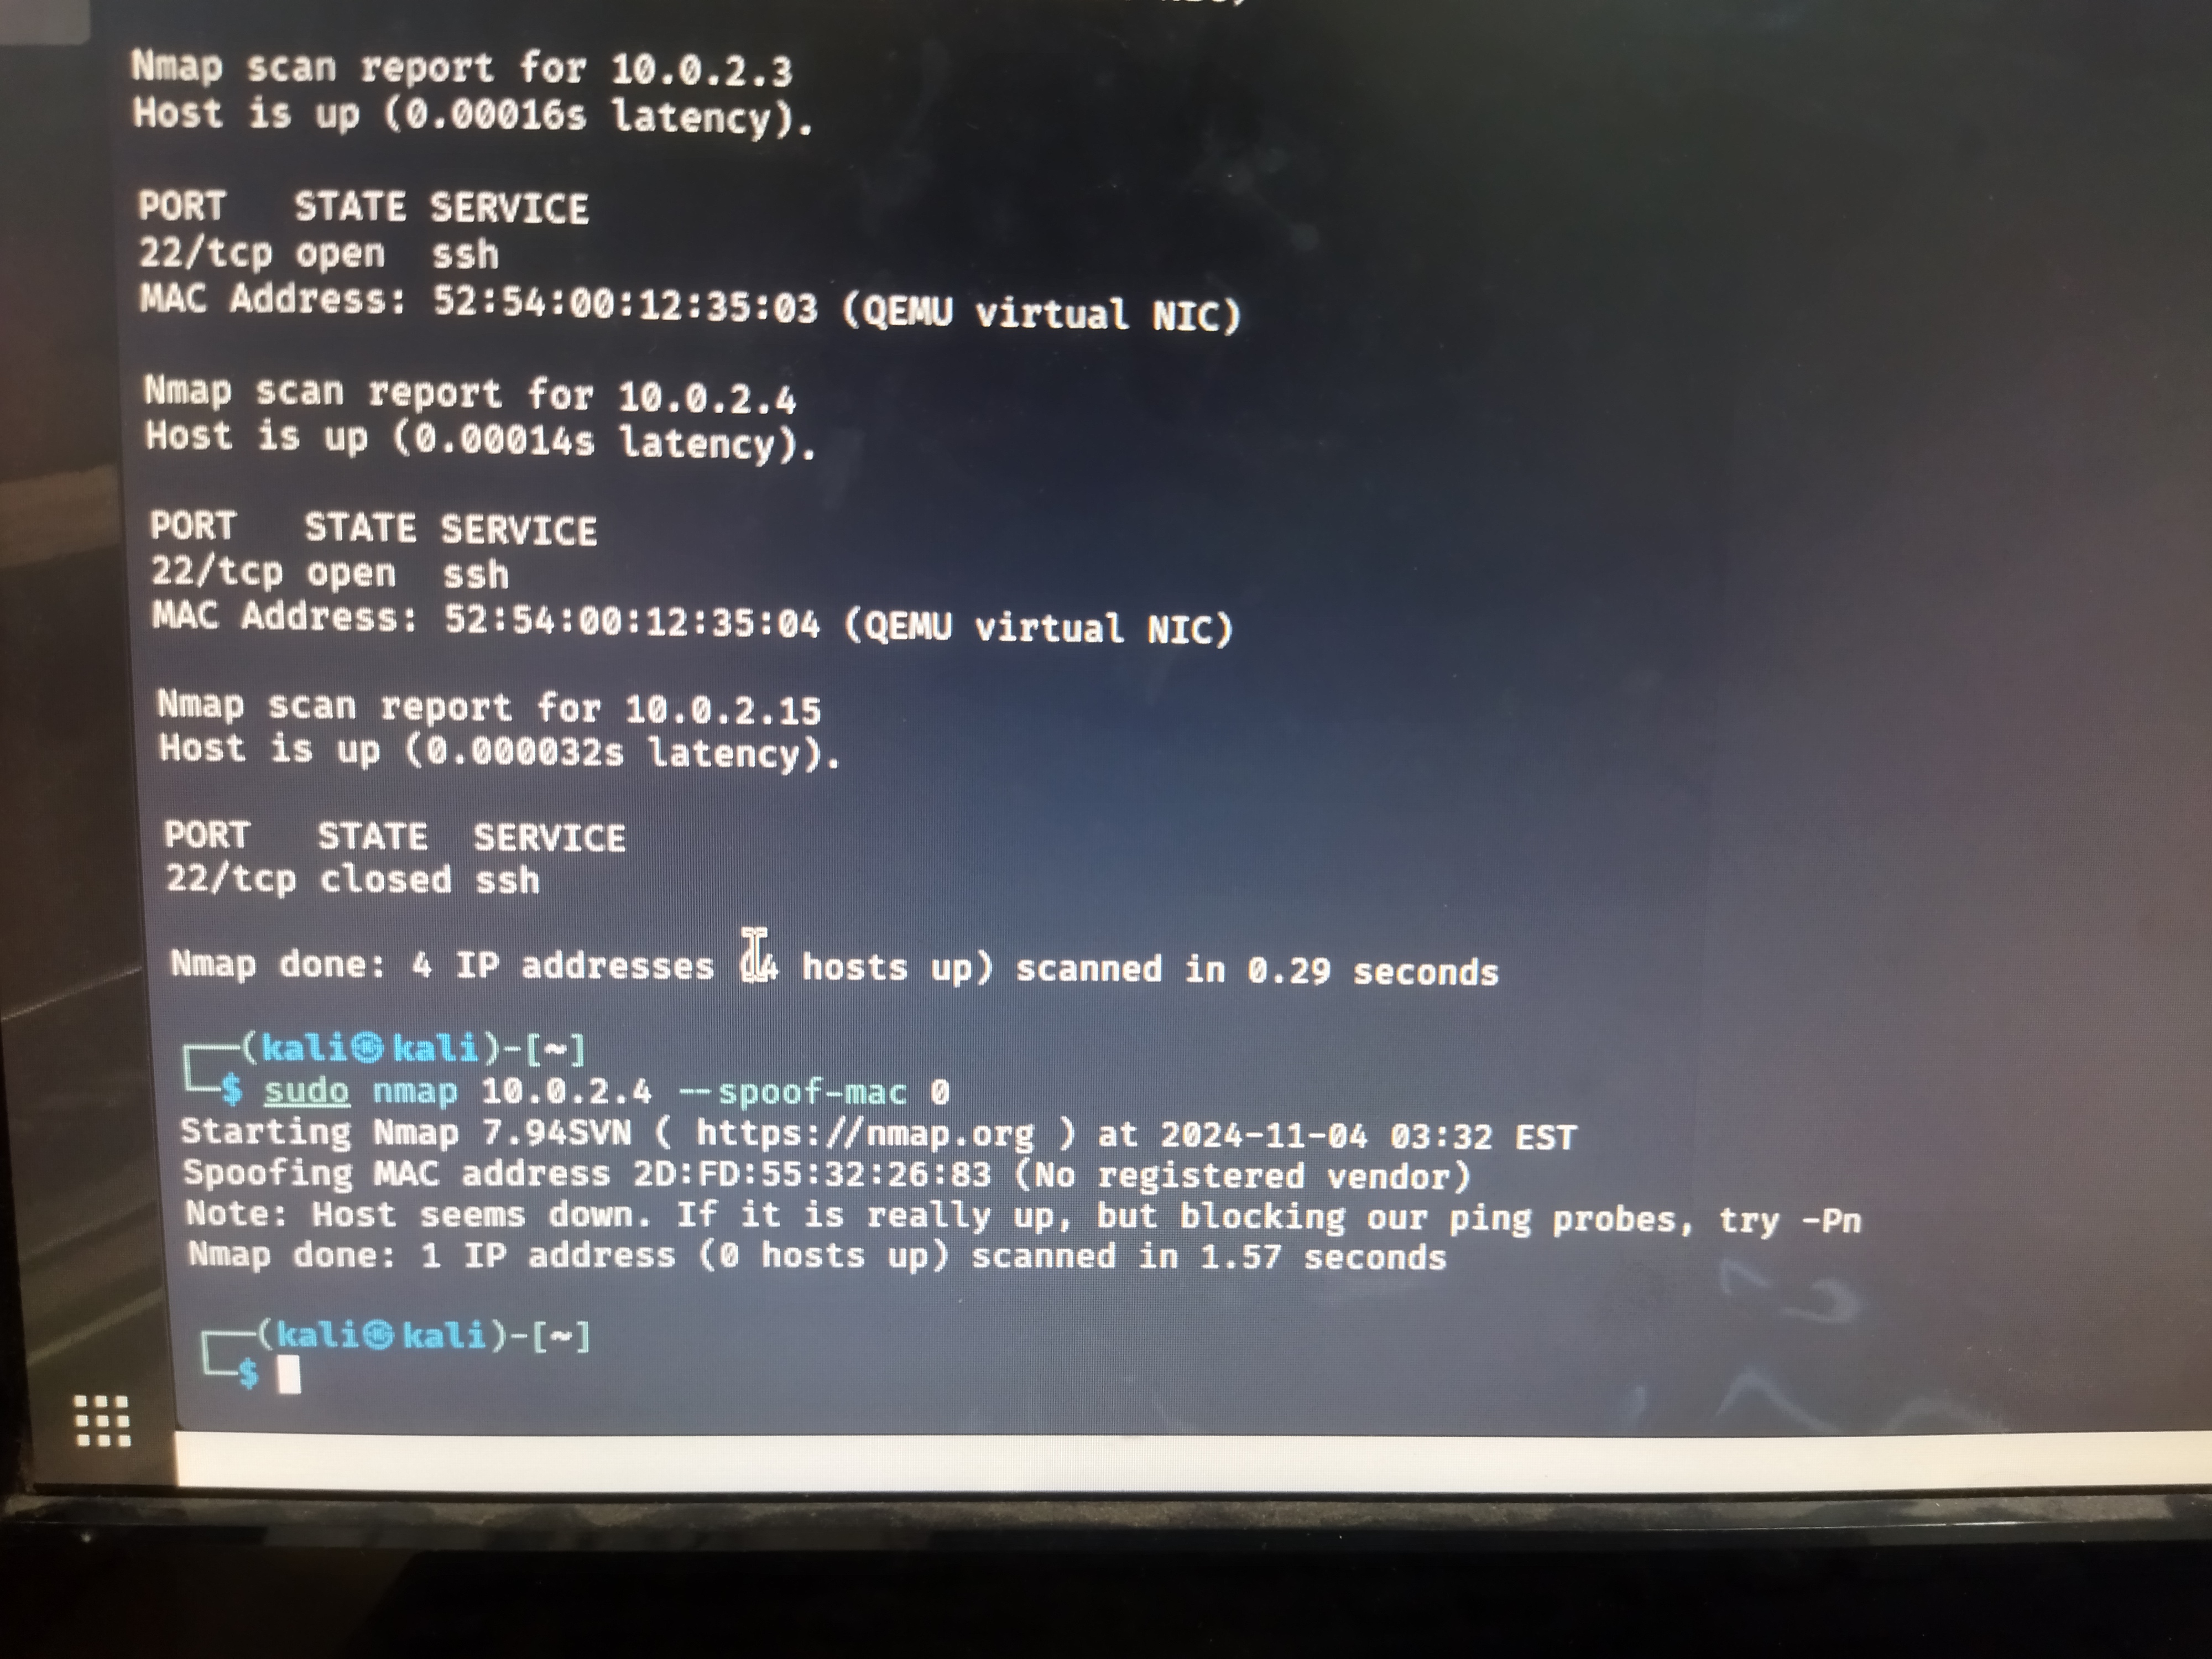 Nmap scan report for 10.0.2.3
Host is up (0.00016s latency).
PORT   STATE SERVICE
22/tcp open  ssh
MAC Address: 52:54:00:12:35:03 (QEMU virtual NIC)
Nmap scan report for 10.0.2.4
Host is up (0.00014s latency).
PORT   STATE SERVICE
22/tcp open  ssh
MAC Address: 52:54:00:12:35:04 (QEMU virtual NIC)
Nmap scan report for 10.0.2.15
Host is up (0.000032s latency).
PORT   STATE  SERVICE
22/tcp closed ssh
Nmap done: 4 IP addresses (4 hosts up) scanned in 0.29 seconds
┌──(kali㉿kali)-[~]
└─$ sudo nmap 10.0.2.4 --spoof-mac 0
Starting Nmap 7.94SVN ( https://nmap.org ) at 2024-11-04 03:32 EST
Spoofing MAC address 2D:FD:55:32:26:83 (No registered vendor)
Note: Host seems down. If it is really up, but blocking our ping probes, try -Pn
Nmap done: 1 IP address (0 hosts up) scanned in 1.57 seconds
┌──(kali㉿kali)-[~]
└─$